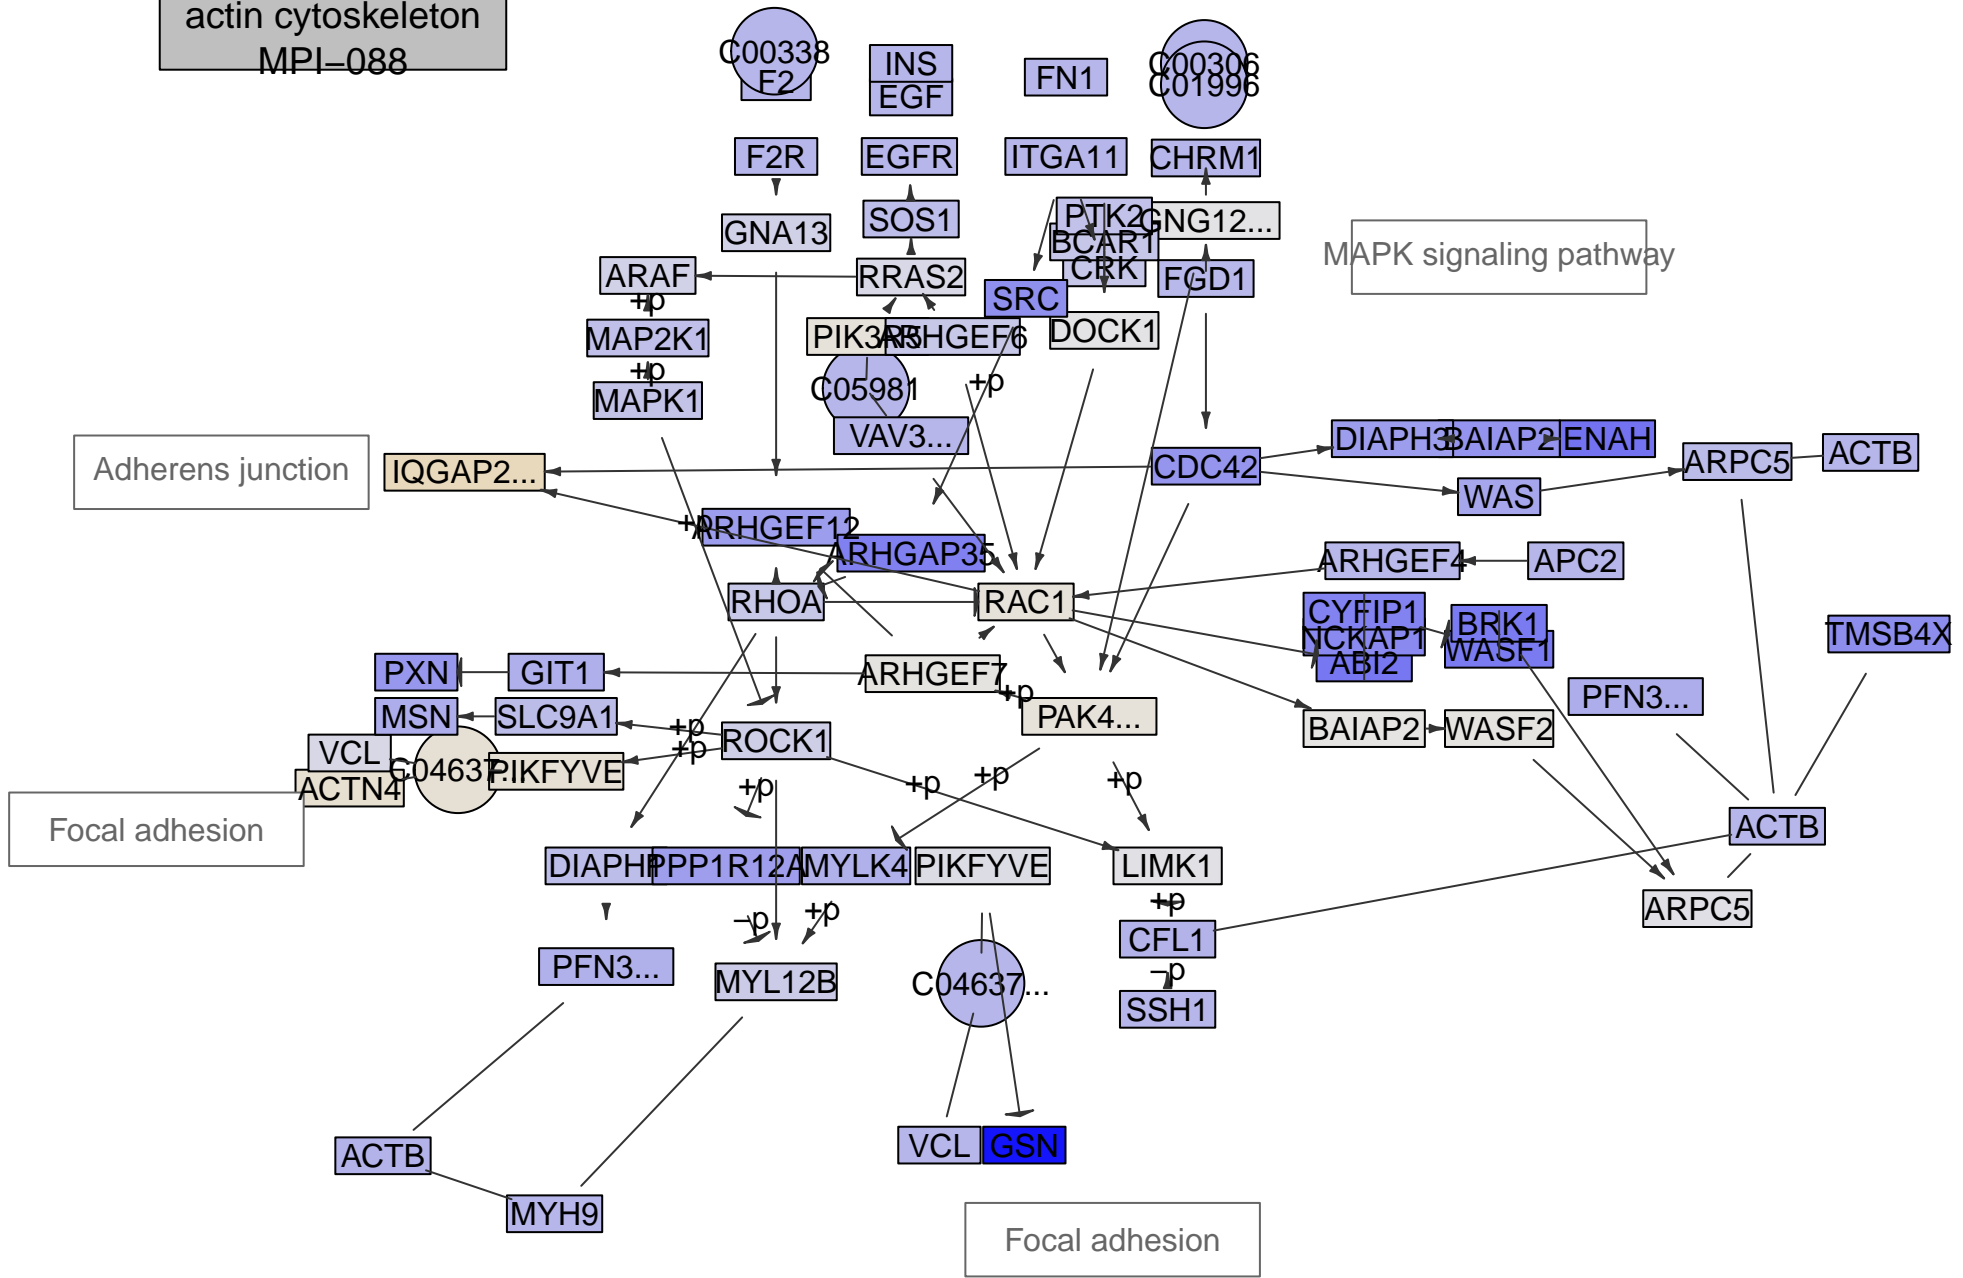 actin cytoskeleton
MPI−088
C00338
F2
INS
EGF
FN1
C00306
C01996
F2R
EGFR
ITGA11
CHRM1
GNA13
SOS1
PTK2
BCAR1
CRK
GNG12...
MAPK signaling pathway
ARAF
RRAS2
SRC
FGD1
+p
MAP2K1
PIK3R5
ARHGEF6
DOCK1
+p
MAPK1
C05981
+p
VAV3...
Adherens junction
IQGAP2...
CDC42
DIAPH3
BAIAP2
ENAH
ARPC5
ACTB
WAS
+p
ARHGEF12
ARHGAP35
ARHGEF4
APC2
RHOA
RAC1
CYFIP1
NCKAP1
ABI2
BRK1
WASF1
TMSB4X
PXN
GIT1
ARHGEF7
+p
PFN3...
MSN
SLC9A1
+p
PAK4...
BAIAP2
WASF2
VCL
ACTN4
C04637...
PIKFYVE
+p
ROCK1
+p
+p
+p
+p
Focal adhesion
ACTB
PPP1R12A
MYLK4
PIKFYVE
LIMK1
−p
+p
+p
ARPC5
CFL1
PFN3...
MYL12B
C04637...
−p
SSH1
ACTB
VCL
GSN
MYH9
Focal adhesion